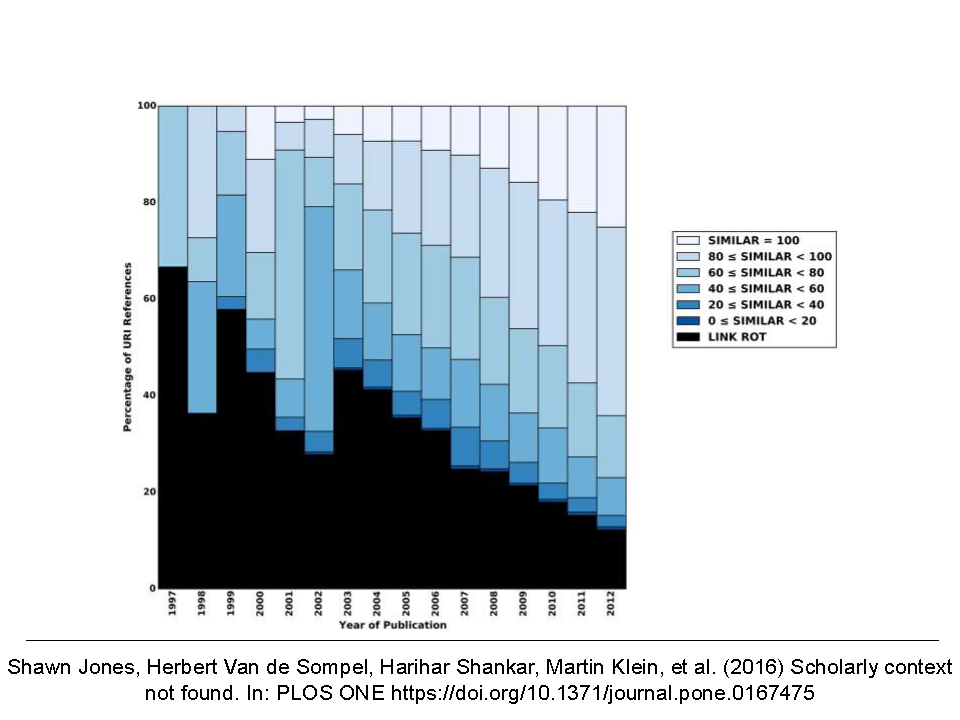 100
80
60
40
20
0
Percentage of URI References
1997
1998
1999
2000
2001
2002
2003
2004
2005
2006
2007
2008
2009
2010
2011
2012
Year of Publication
SIMILAR = 100
80 ≤ SIMILAR < 100
60 ≤ SIMILAR < 80
40 ≤ SIMILAR < 60
20 ≤ SIMILAR < 40
0 ≤ SIMILAR < 20
LINK ROT
Shawn Jones, Herbert Van de Sompel, Harihar Shankar, Martin Klein, et al. (2016) Scholarly context
not found. In: PLOS ONE https://doi.org/10.1371/journal.pone.0167475